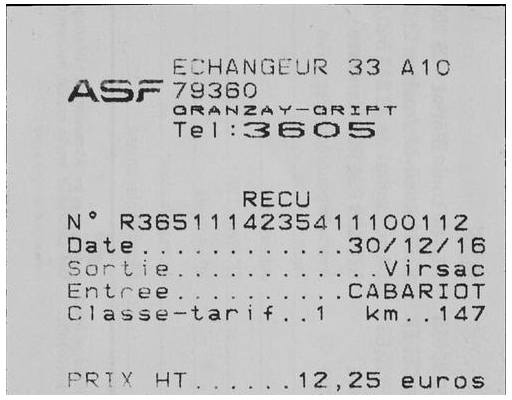 ECHANGEUR 33 A10
ASF 79360
GRANZAY-GRIPT
Tel:3605
RECU
N° R3651114235411100112
Date............30/12/16
Sortie.............Virsac
Entree..........CABARIOT
Classe-tarif..1 km..147
PRIX HT......12,25 euros